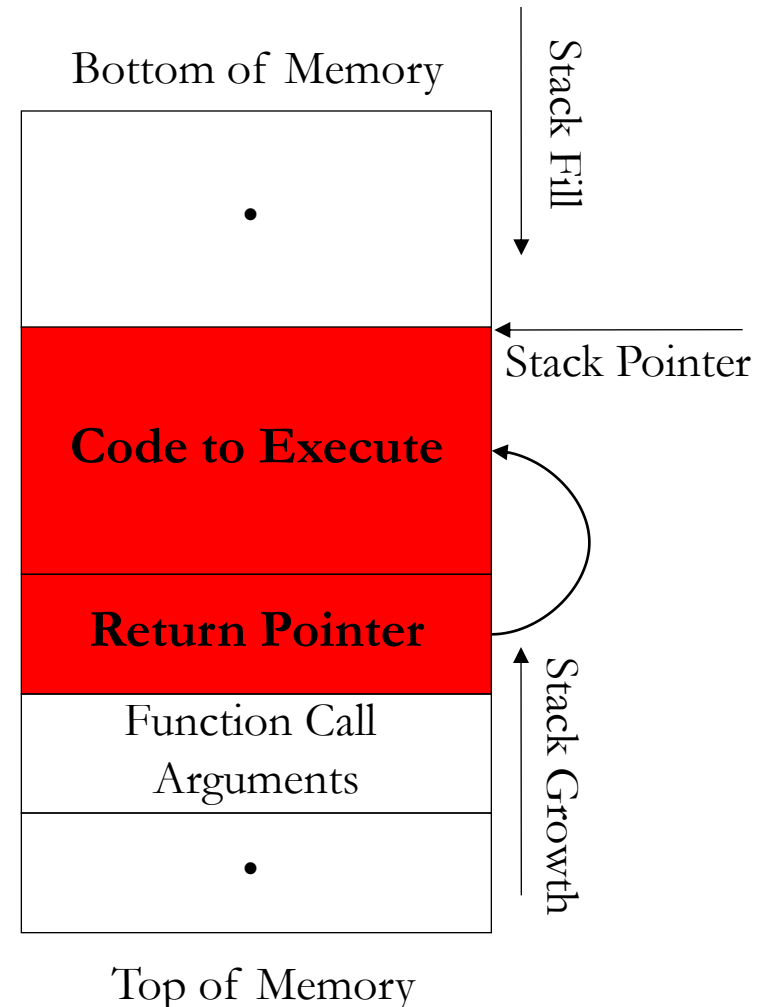 Bottom of Memory
Stack Fill
•
Stack Pointer
Code to Execute
Return Pointer
Function Call
Arguments
Stack Growth
•
Top of Memory